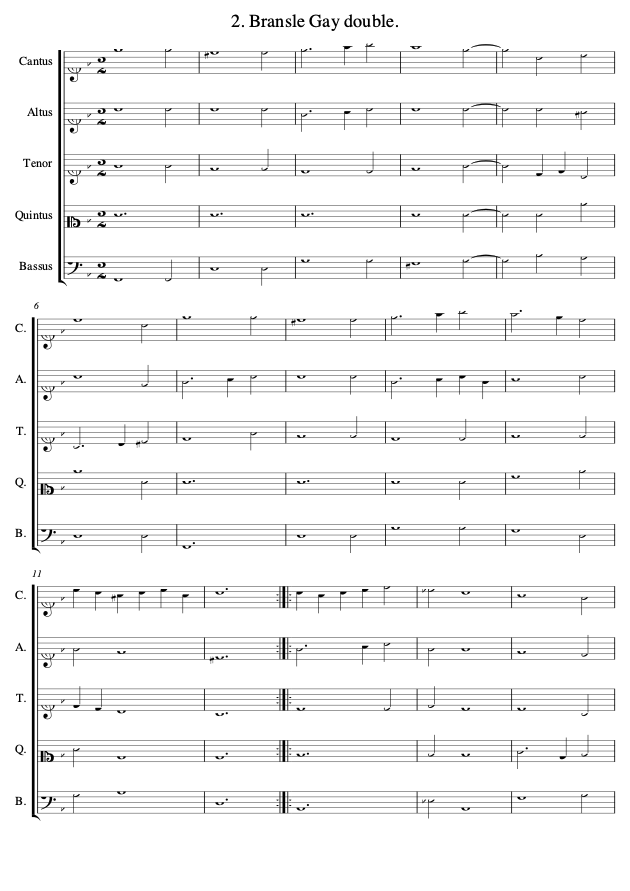 2. Bransle Gay double.
Cantus
Altus
Tenor
Quintus
Bassus
6
C.
A.
T.
Q.
B.
11
C.
A.
T.
Q.
B.